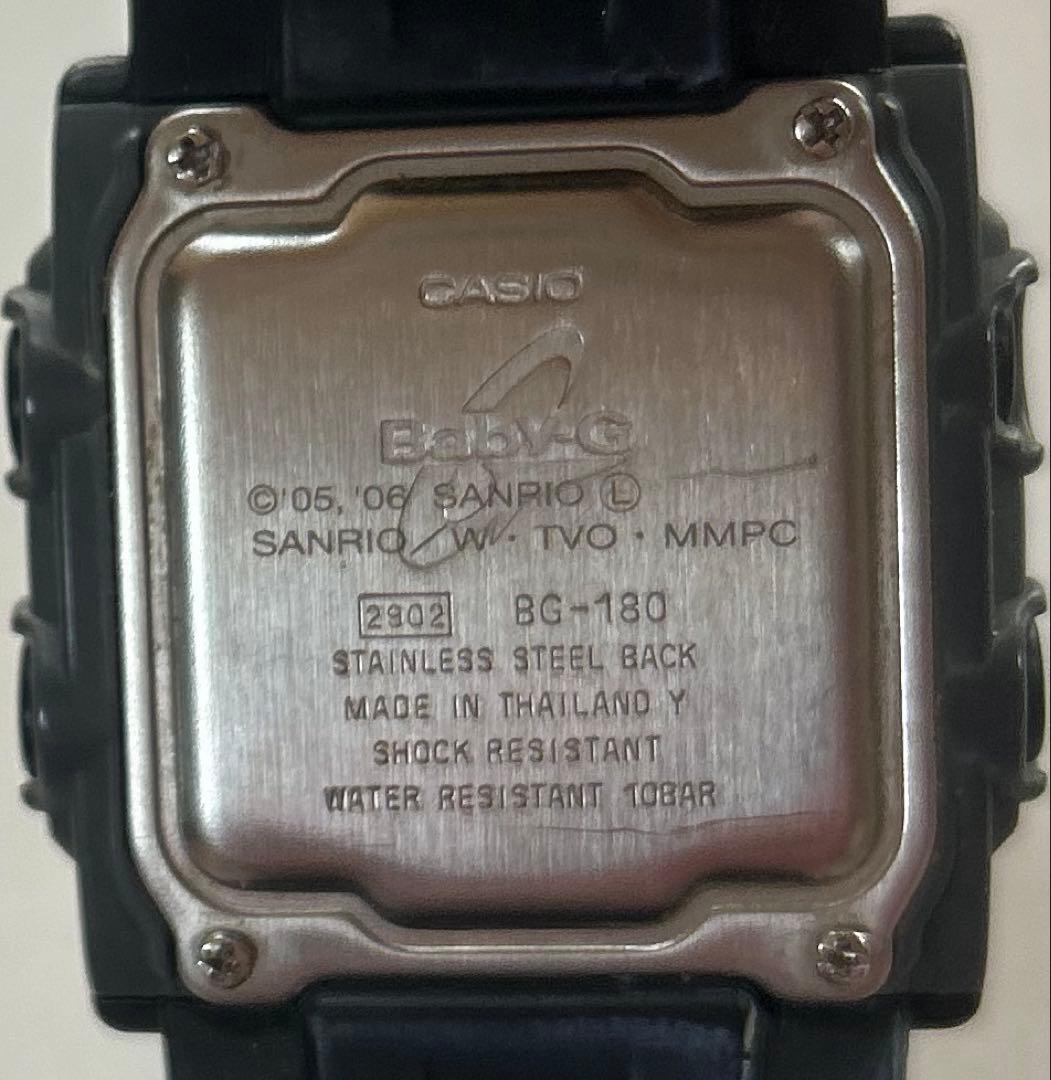 CASIO
Baby-G
©'05, '06 SANRIO Ⓛ
SANRIO/W · TVO · MMPC
2902 BG-180
STAINLESS STEEL BACK
MADE IN THAILAND Y
SHOCK RESISTANT
WATER RESISTANT 10BAR